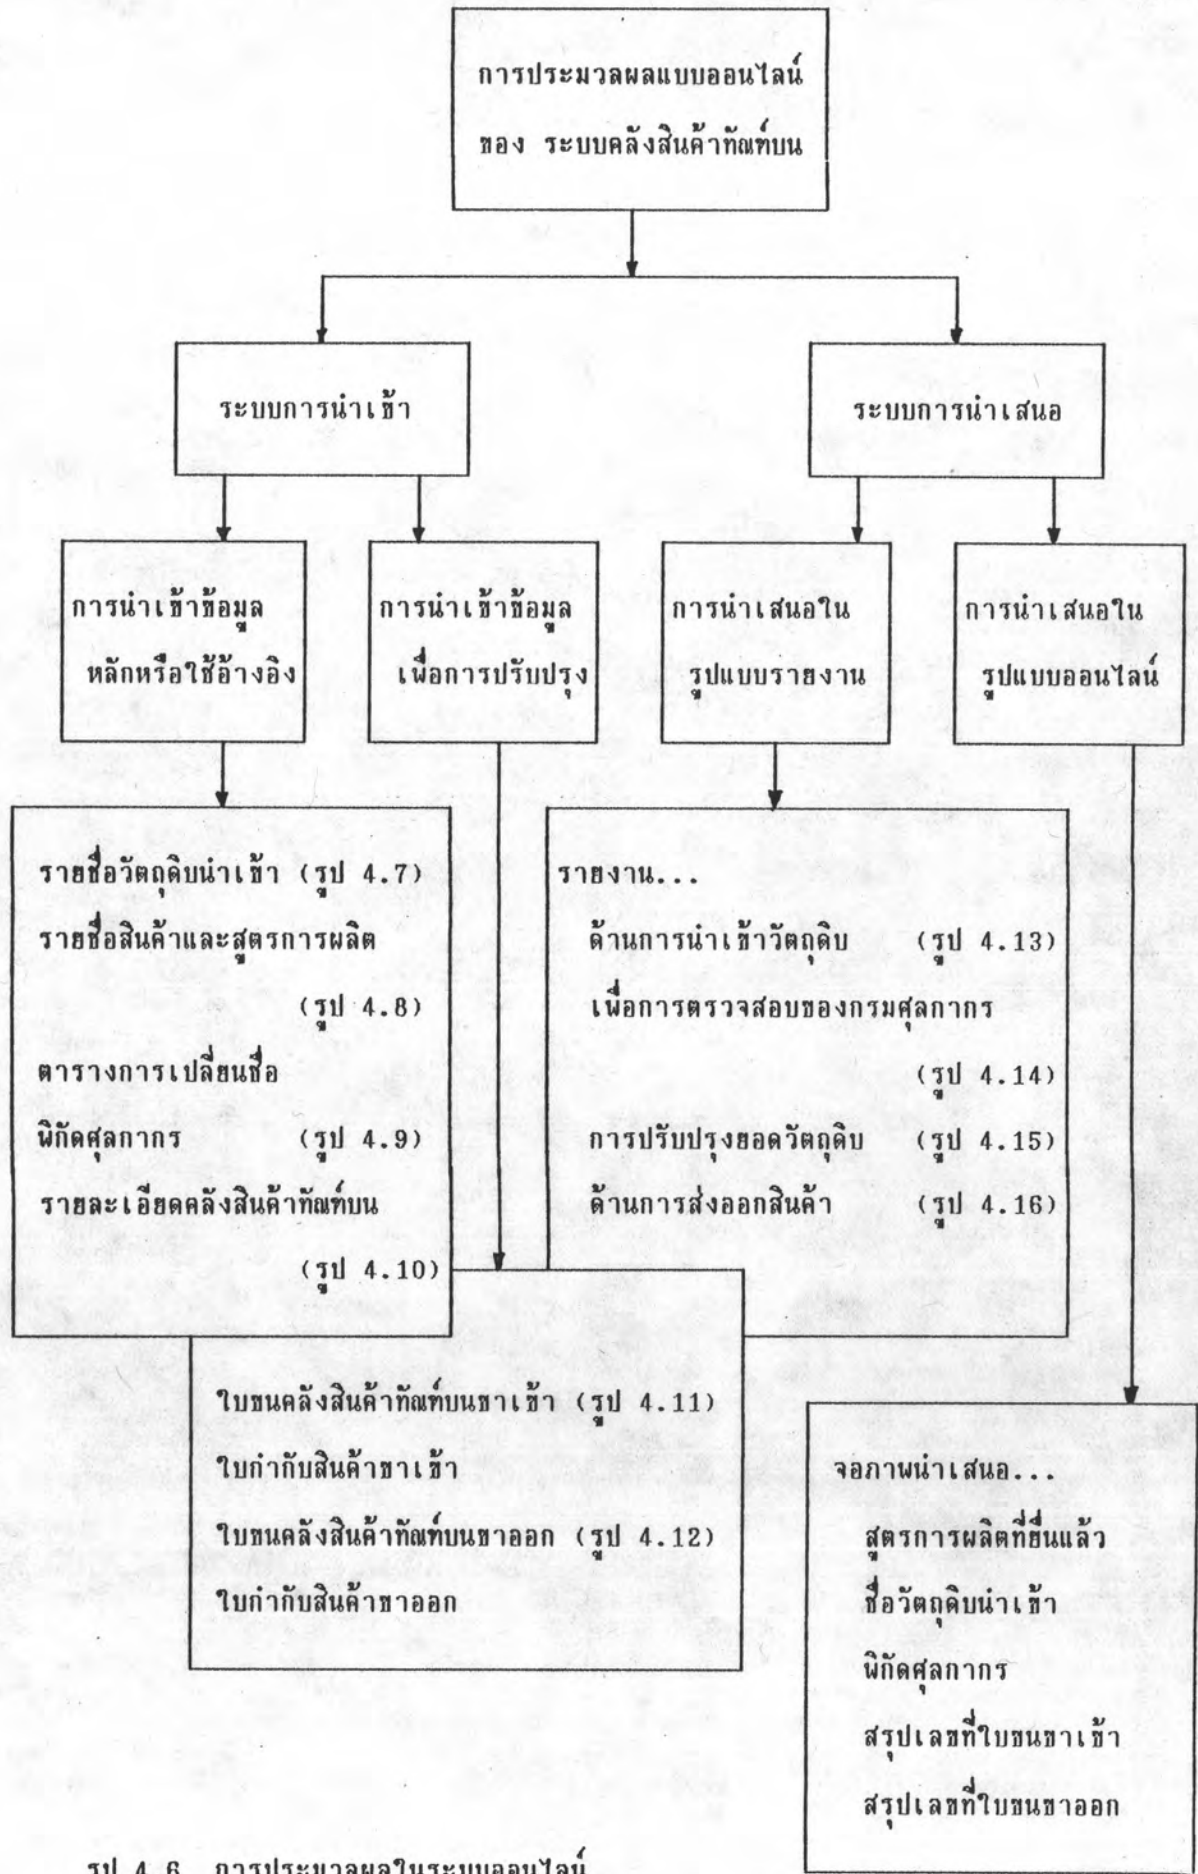 การประมวลผลแบบออนไลน์
ของ ระบบคลังสินค้าทัณฑ์บน
ระบบการนำเข้า
ระบบการนำเสนอ
การนำเข้าข้อมูล
หลักหรือใช้อ้างอิง
การนำเข้าข้อมูล
เพื่อการปรับปรุง
การนำเสนอใน
รูปแบบรายงาน
การนำเสนอใน
รูปแบบออนไลน์
รายชื่อวัตถุดิบนำเข้า (รูป 4.7)
รายชื่อสินค้าและสูตรการผลิต
(รูป 4.8)
ตารางการเปลี่ยนชื่อ
พิกัดศุลกากร (รูป 4.9)
รายละเอียดคลังสินค้าทัณฑ์บน
(รูป 4.10)
รายงาน...
ด้านการนำเข้าวัตถุดิบ (รูป 4.13)
เพื่อการตรวจสอบของกรมศุลกากร
(รูป 4.14)
การปรับปรุงยอดวัตถุดิบ (รูป 4.15)
ด้านการส่งออกสินค้า (รูป 4.16)
ใบขนคลังสินค้าทัณฑ์บนขาเข้า (รูป 4.11)
ใบกำกับสินค้าขาเข้า
ใบขนคลังสินค้าทัณฑ์บนขาออก (รูป 4.12)
ใบกำกับสินค้าขาออก
จอภาพนำเสนอ...
สูตรการผลิตที่ยื่นแล้ว
ชื่อวัตถุดิบนำเข้า
พิกัดศุลกากร
สรุปเลขที่ใบขนขาเข้า
สรุปเลขที่ใบขนขาออก
รูป 4.6 การประมวลผลในระบบออนไลน์